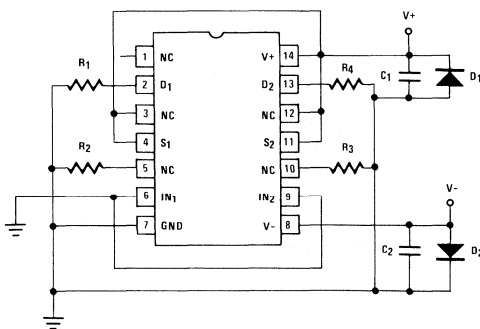 V+
R1
1 NC V+ 14
R4
C1
D1
2 D1 D2 13
3 NC NC 12
4 S1 S2 11
R2
R3
5 NC NC 10
6 IN1 IN2 9
V-
7 GND V- 8
C2
D2